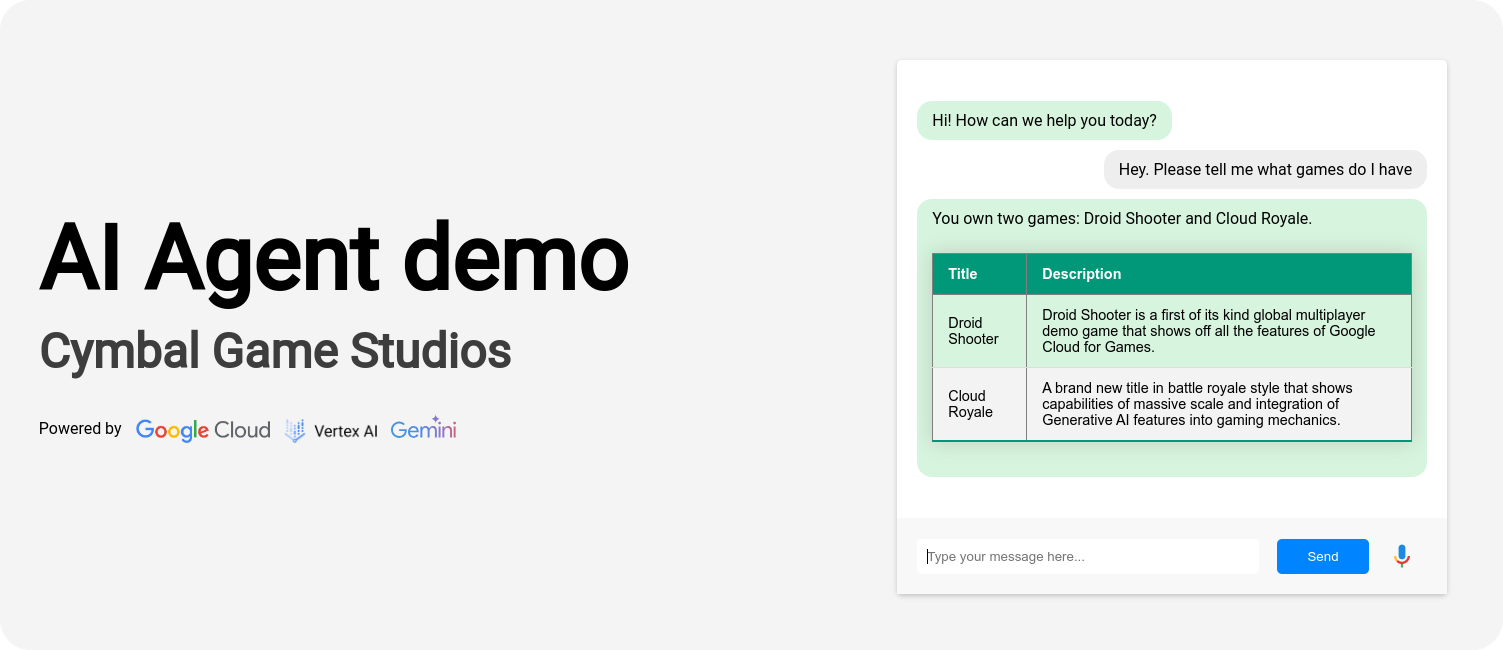 AI Agent demo
Cymbal Game Studios
Powered by Google Cloud Vertex AI Gemini
Hi! How can we help you today?
Hey. Please tell me what games do I have
You own two games: Droid Shooter and Cloud Royale.
Title Description
Droid
Shooter
Droid Shooter is a first of its kind global multiplayer
demo game that shows off all the features of Google
Cloud for Games.
Cloud
Royale
A brand new title in battle royale style that shows
capabilities of massive scale and integration of
Generative AI features into gaming mechanics.
Type your message here...
Send